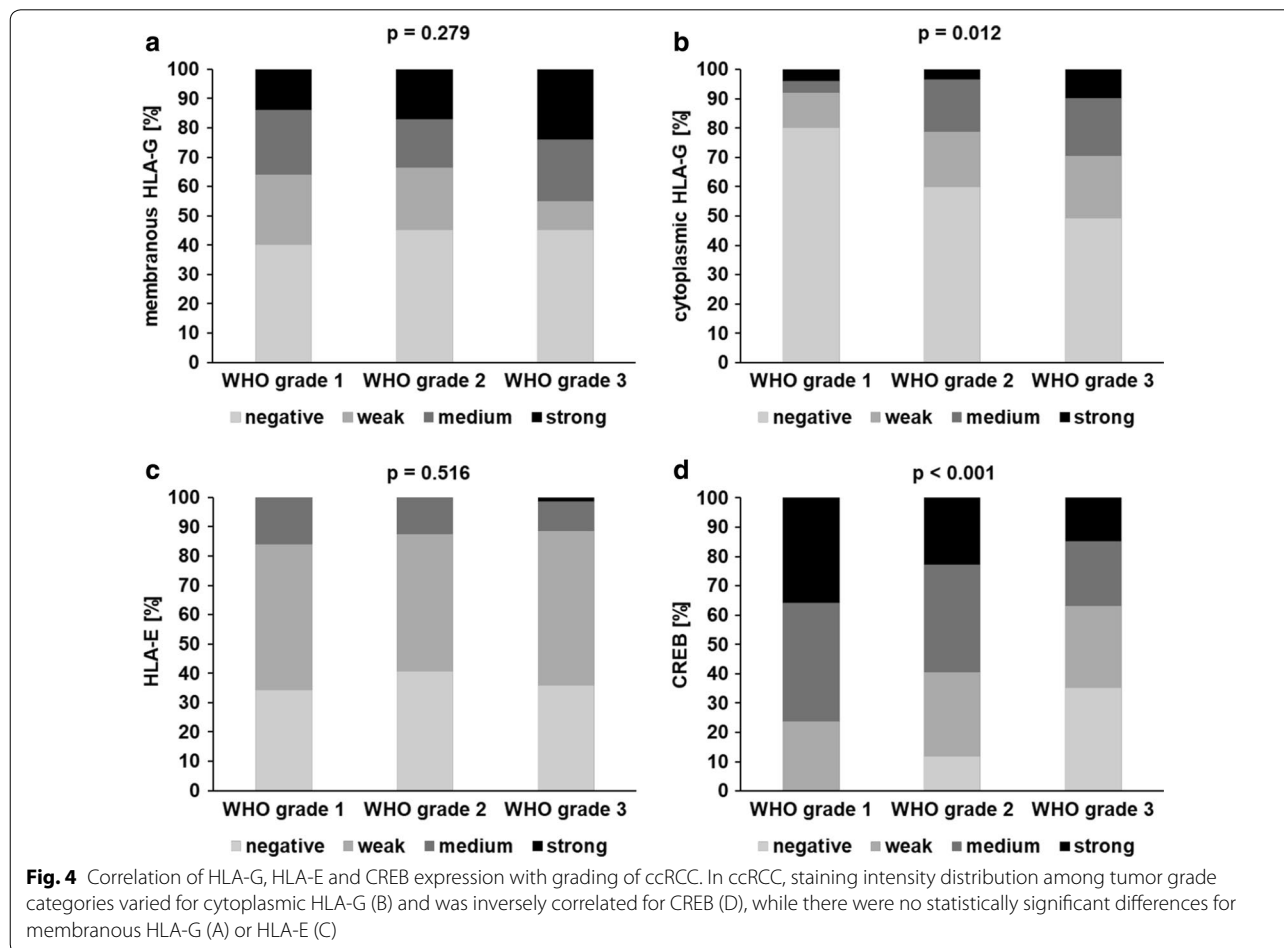 a
p = 0.279
membranous HLA-G [%]
100
90
80
70
60
50
40
30
20
10
0
WHO grade 1 WHO grade 2 WHO grade 3
negative weak medium strong
b
p = 0.012
cytoplasmic HLA-G [%]
100
90
80
70
60
50
40
30
20
10
0
WHO grade 1 WHO grade 2 WHO grade 3
negative weak medium strong
c
p = 0.516
HLA-E [%]
100
90
80
70
60
50
40
30
20
10
0
WHO grade 1 WHO grade 2 WHO grade 3
negative weak medium strong
d
p < 0.001
CREB [%]
100
90
80
70
60
50
40
30
20
10
0
WHO grade 1 WHO grade 2 WHO grade 3
negative weak medium strong
Fig. 4 Correlation of HLA-G, HLA-E and CREB expression with grading of ccRCC. In ccRCC, staining intensity distribution among tumor grade
categories varied for cytoplasmic HLA-G (B) and was inversely correlated for CREB (D), while there were no statistically significant differences for
membranous HLA-G (A) or HLA-E (C)